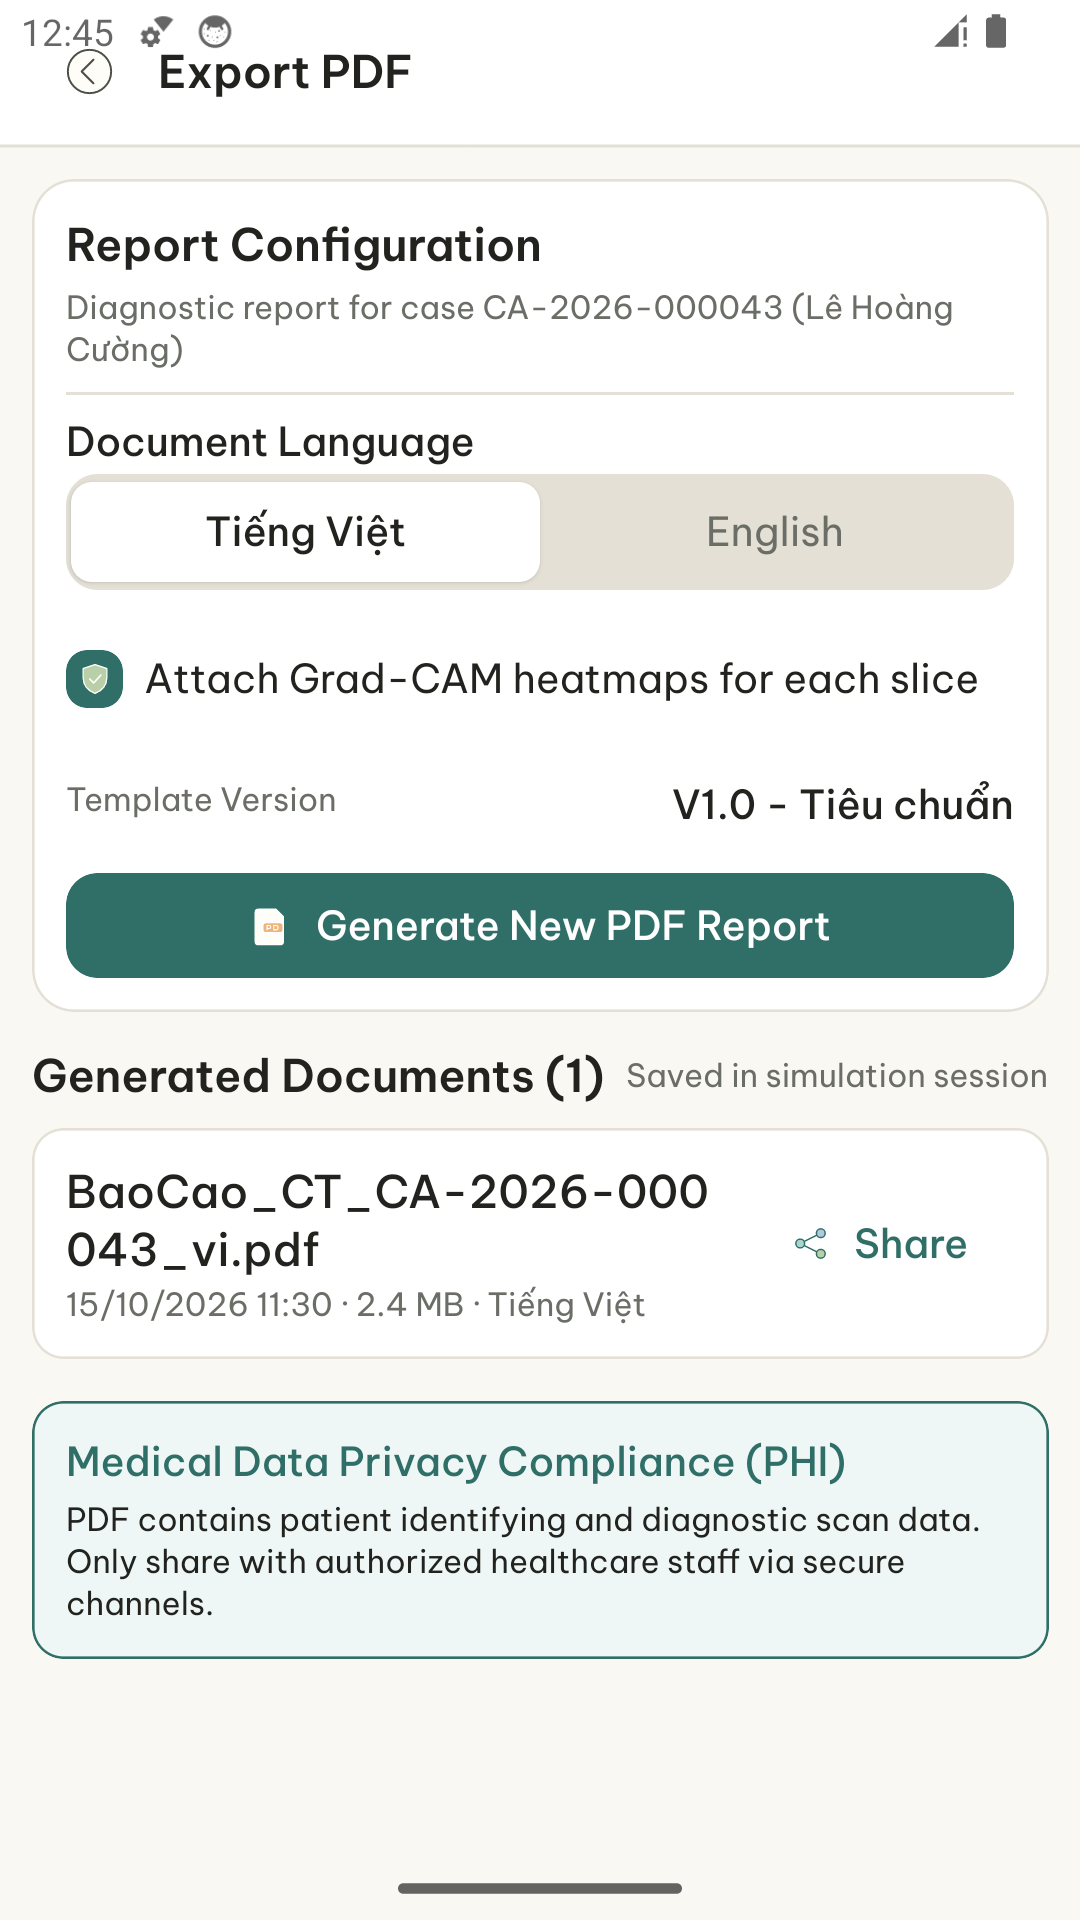 12:45
Export PDF
Report Configuration
Diagnostic report for case CA-2026-000043 (Lê Hoàng
Cường)
Document Language
Tiếng Việt
English
Attach Grad-CAM heatmaps for each slice
Template Version
V1.0 - Tiêu chuẩn
PD
Generate New PDF Report
Generated Documents (1)
Saved in simulation session
BaoCao_CT_CA-2026-000
043_vi.pdf
Share
15/10/2026 11:30 · 2.4 MB · Tiếng Việt
Medical Data Privacy Compliance (PHI)
PDF contains patient identifying and diagnostic scan data.
Only share with authorized healthcare staff via secure
channels.